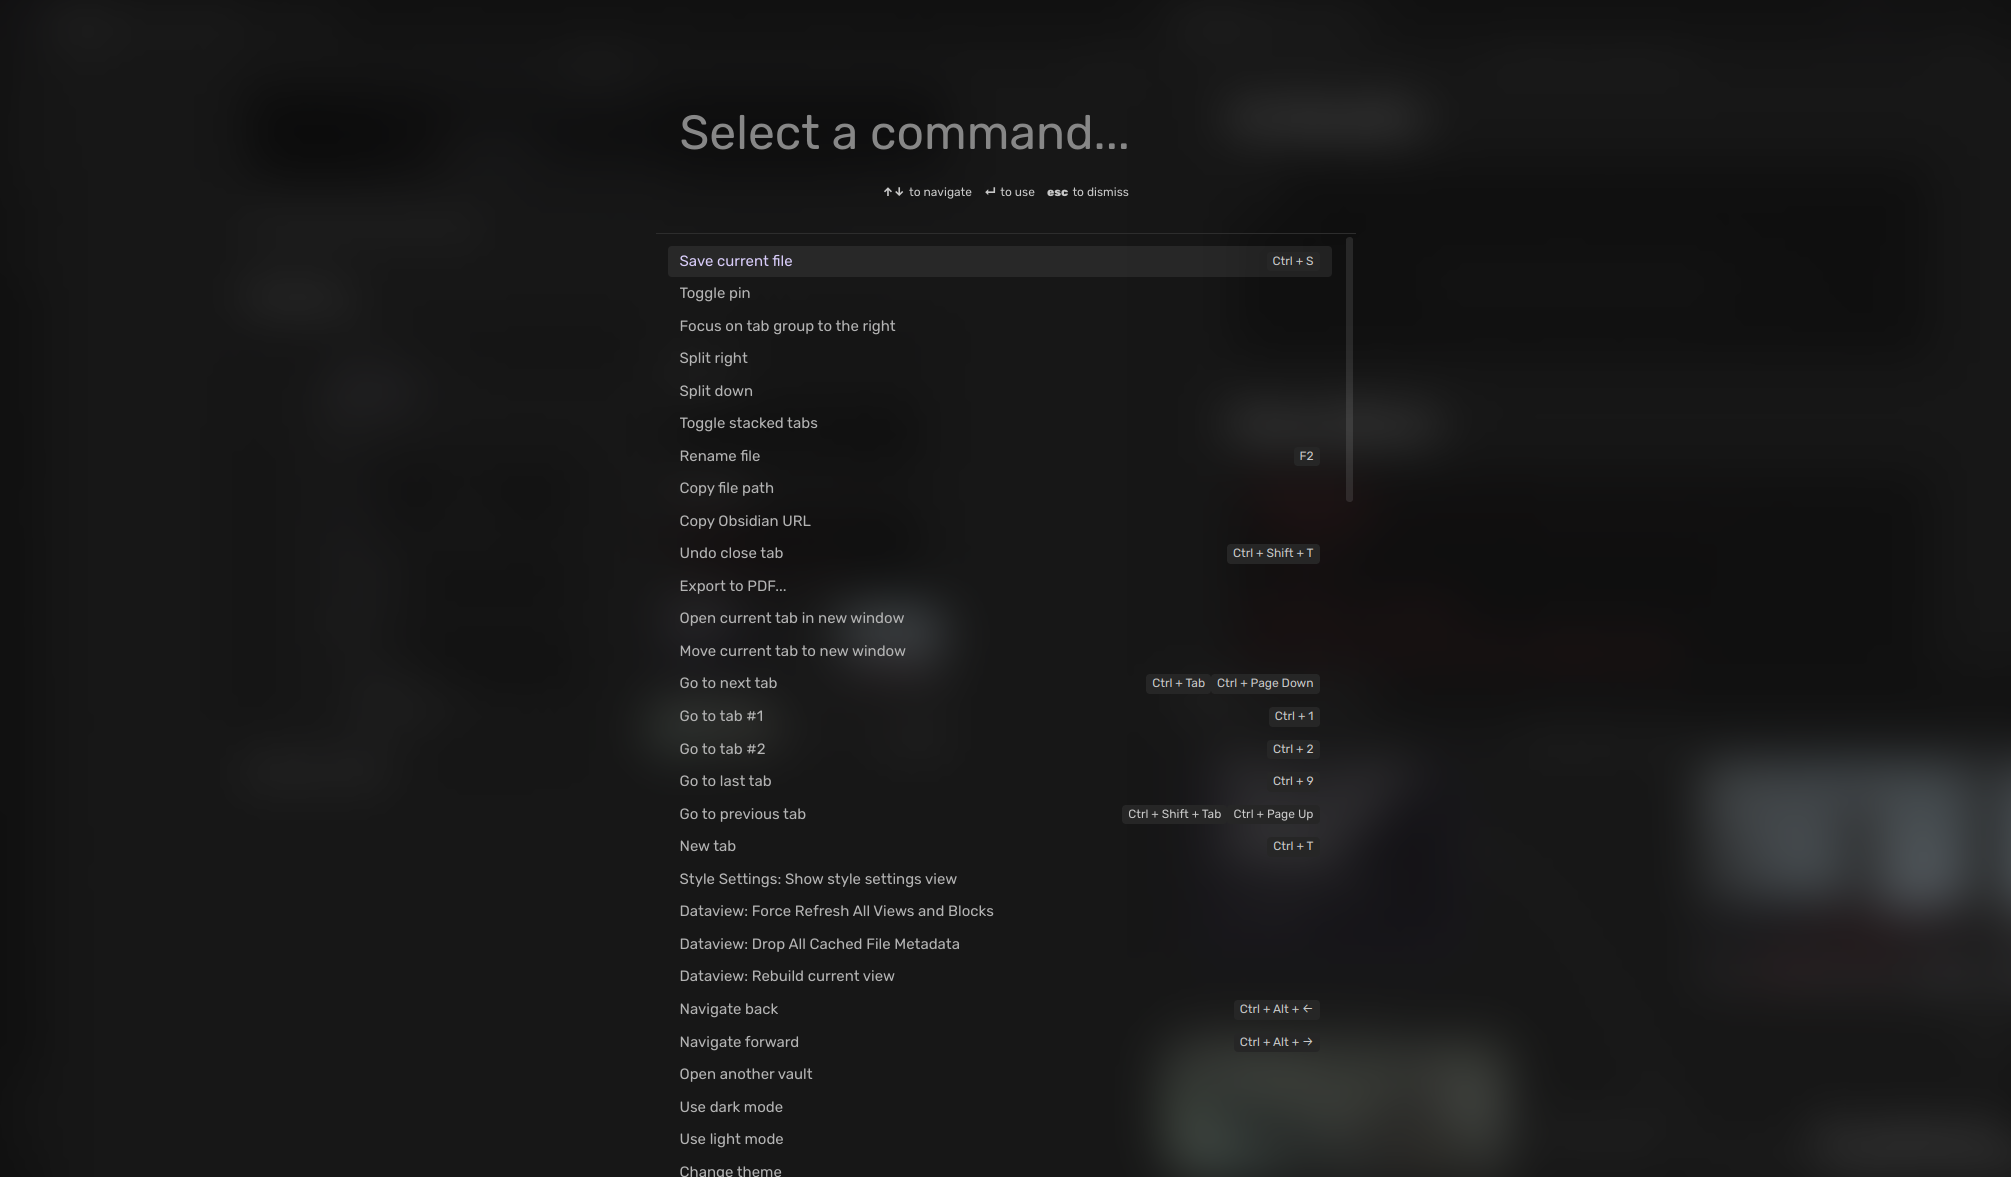 Select a command...
↑↓ to navigate ↵ to use esc to dismiss
Save current file Ctrl + S
Toggle pin
Focus on tab group to the right
Split right
Split down
Toggle stacked tabs
Rename file F2
Copy file path
Copy Obsidian URL
Undo close tab Ctrl + Shift + T
Export to PDF...
Open current tab in new window
Move current tab to new window
Go to next tab Ctrl + Tab Ctrl + Page Down
Go to tab #1 Ctrl + 1
Go to tab #2 Ctrl + 2
Go to last tab Ctrl + 9
Go to previous tab Ctrl + Shift + Tab Ctrl + Page Up
New tab Ctrl + T
Style Settings: Show style settings view
Dataview: Force Refresh All Views and Blocks
Dataview: Drop All Cached File Metadata
Dataview: Rebuild current view
Navigate back Ctrl + Alt + ←
Navigate forward Ctrl + Alt + →
Open another vault
Use dark mode
Use light mode
Change theme